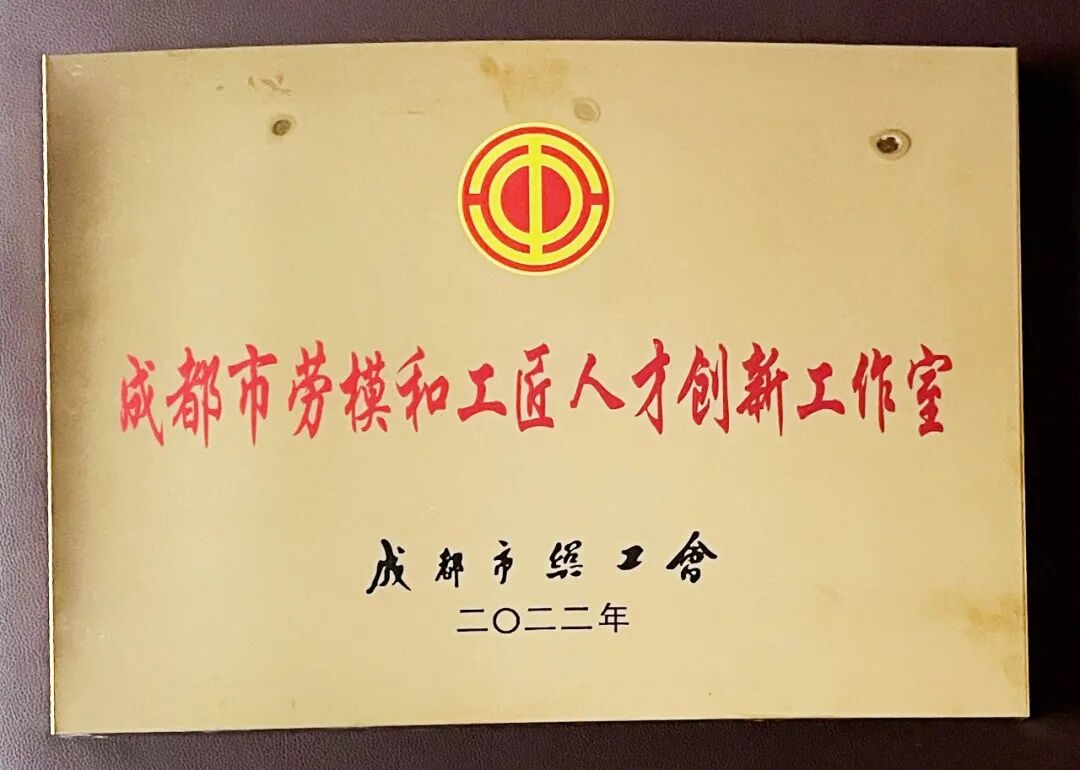 成都市劳模和工匠人才创新工作室
成都市总工會
二〇二二年